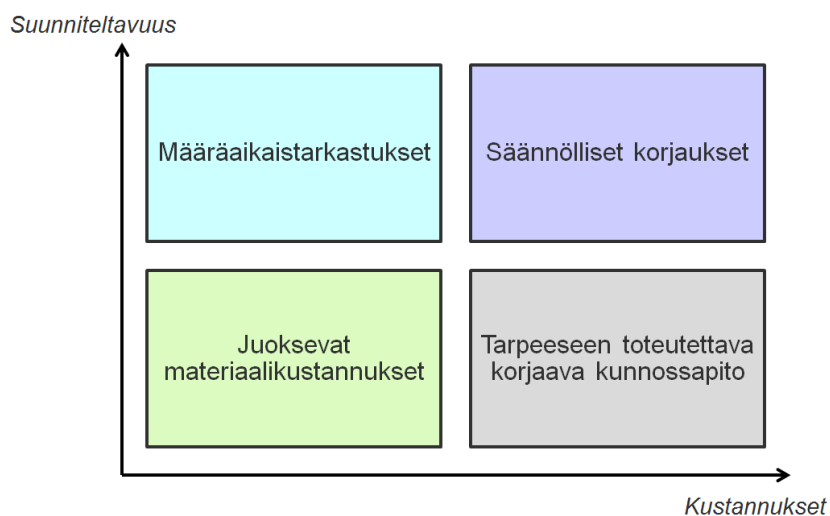 Suunniteltavuus
Määräaikaistarkastukset
Säännölliset korjaukset
Juoksevat
materiaalikustannukset
Tarpeeseen toteutettava
korjaava kunnossapito
Kustannukset